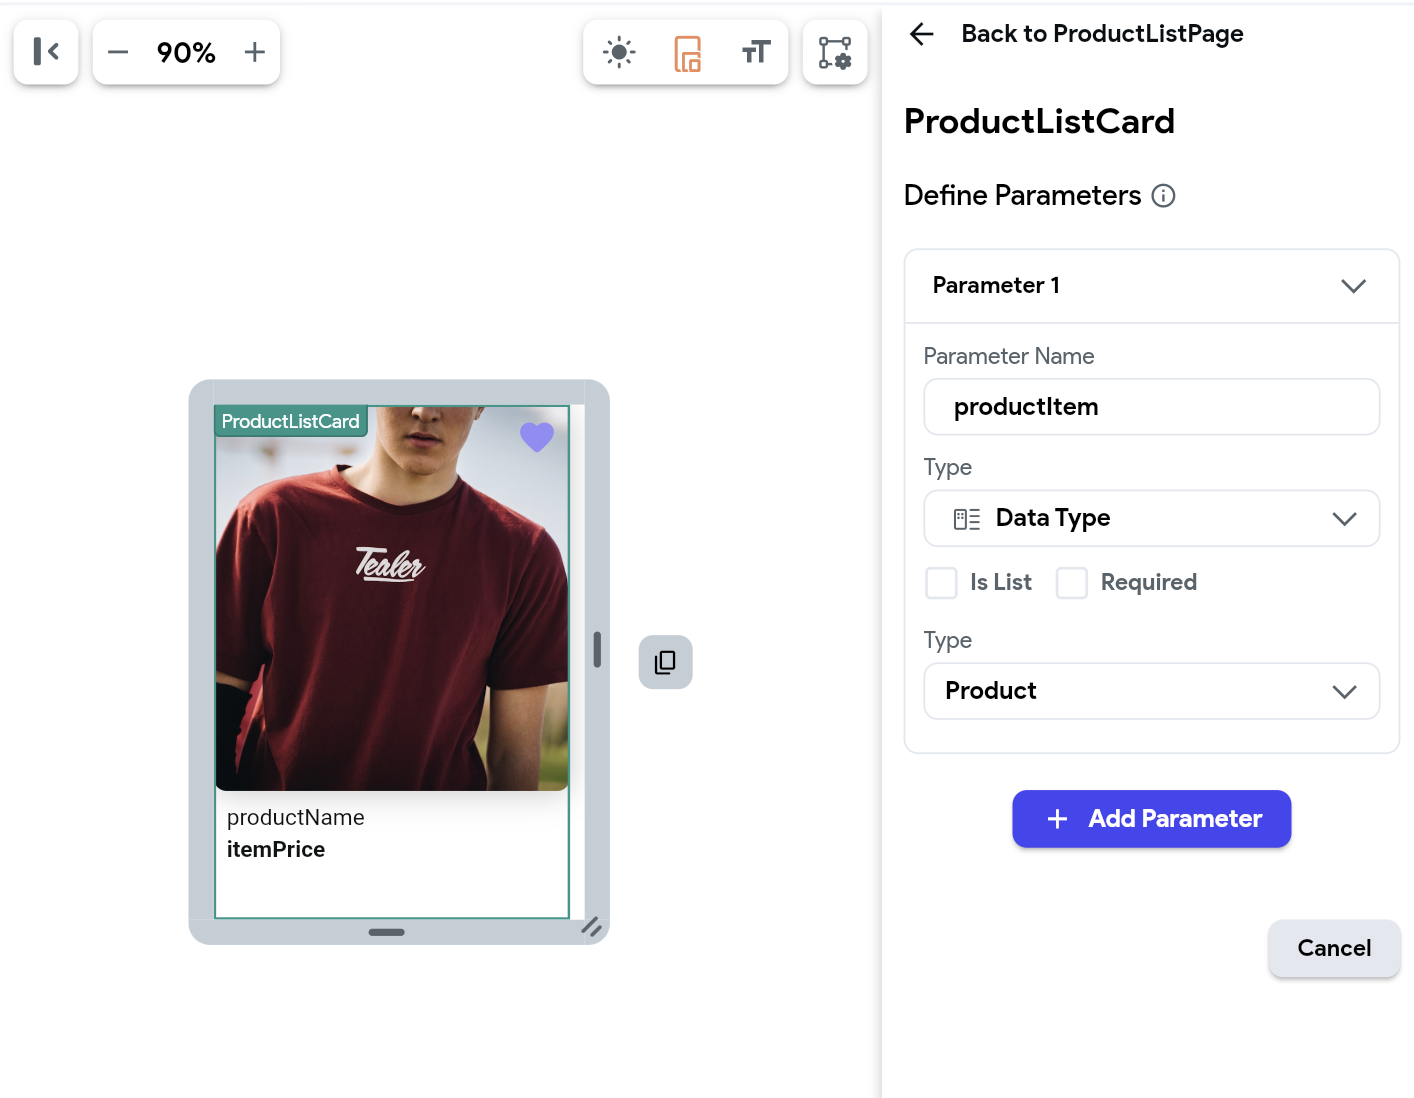 90%
Back to ProductListPage
ProductListCard
Define Parameters
Parameter 1
Parameter Name
productItem
Type
Data Type
Is List
Required
Type
Product
Add Parameter
Cancel
ProductListCard
Tealer
productName
itemPrice